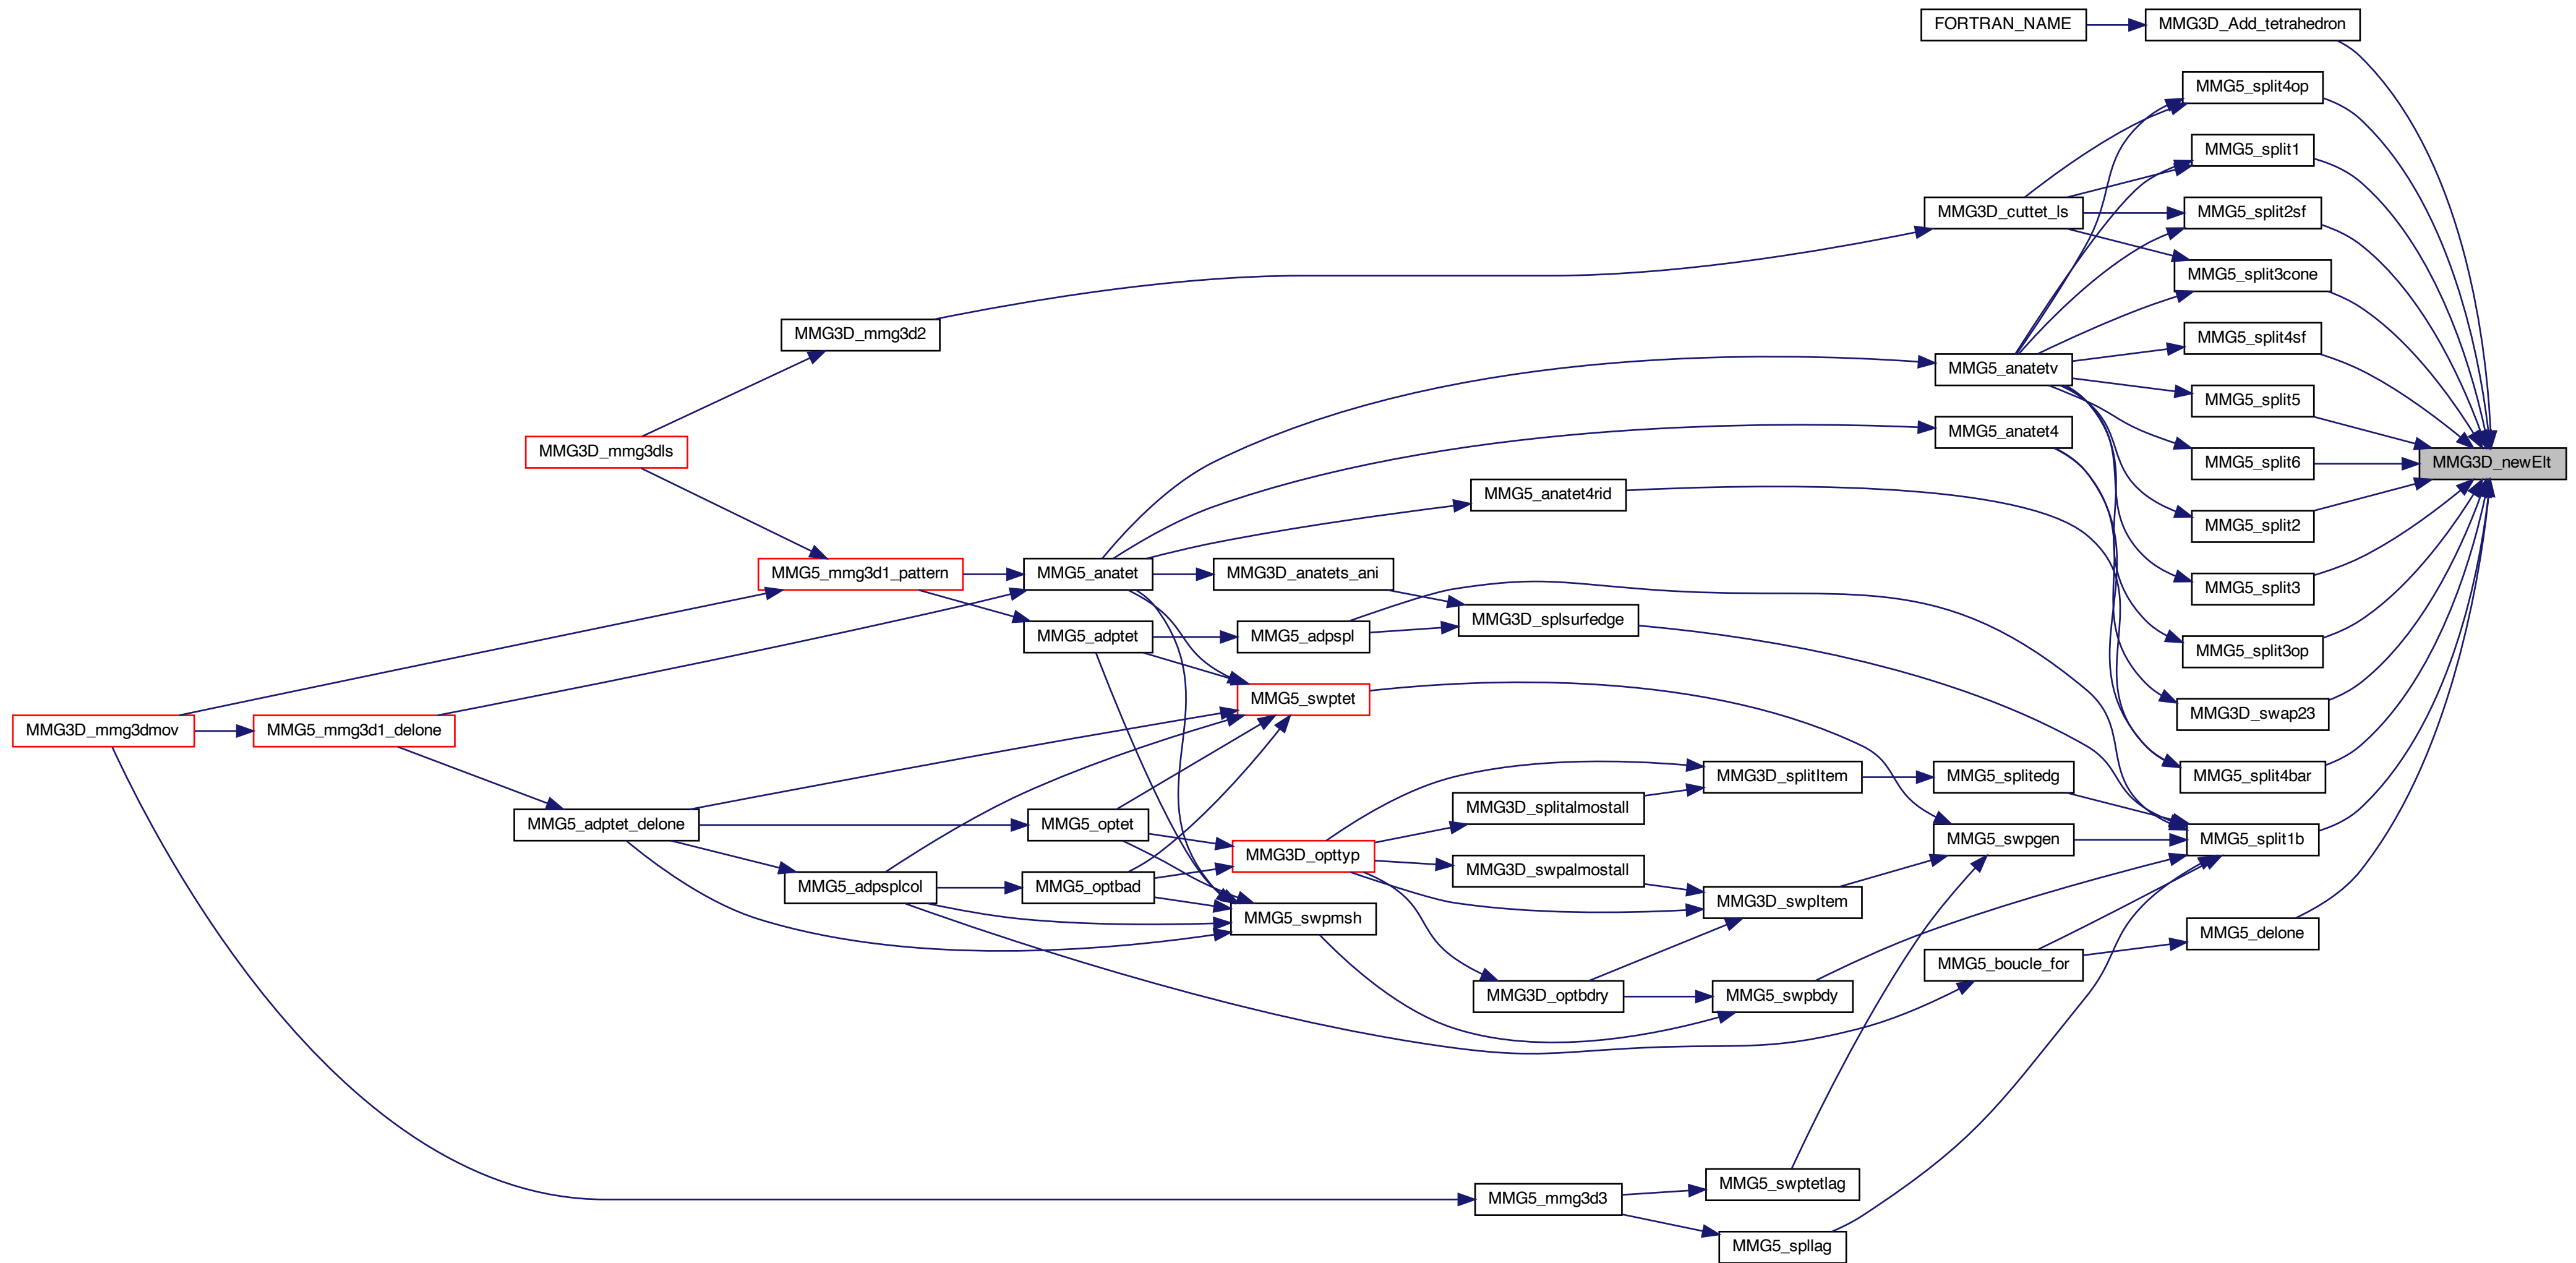 FORTRAN_NAME
MMG3D_Add_tetrahedron
MMG5_split4op
MMG5_split1
MMG3D_cuttet_ls
MMG5_split2sf
MMG5_split3cone
MMG3D_mmg3d2
MMG5_split4sf
MMG5_anatetv
MMG5_split5
MMG5_anatet4
MMG3D_mmg3dls
MMG5_split6
MMG3D_newElt
MMG5_anatet4rid
MMG5_split2
MMG5_mmg3d1_pattern
MMG5_anatet
MMG3D_anatets_ani
MMG5_split3
MMG3D_splsurfedge
MMG5_adptet
MMG5_adpspl
MMG5_split3op
MMG5_swptet
MMG3D_swap23
MMG3D_mmg3dmov
MMG5_mmg3d1_delone
MMG3D_splitItem
MMG5_splitedg
MMG5_split4bar
MMG3D_splitalmostall
MMG5_adptet_delone
MMG5_optet
MMG5_swpgen
MMG5_split1b
MMG3D_opttyp
MMG3D_swpalmostall
MMG5_adpsplcol
MMG5_optbad
MMG3D_swpItem
MMG5_swpmsh
MMG5_delone
MMG5_boucle_for
MMG3D_optbdry
MMG5_swpbdy
MMG5_swptetlag
MMG5_mmg3d3
MMG5_spllag